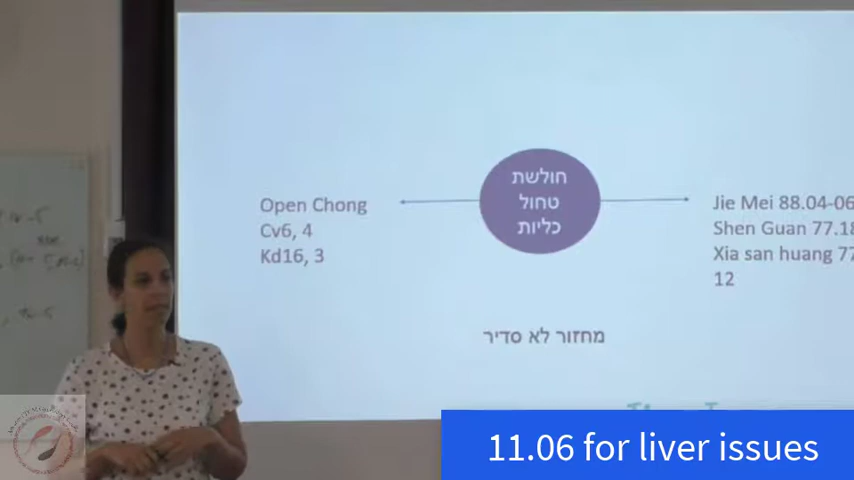 חולשת
טחול
כליות
Open Chong
Cv6, 4
Kd16, 3
Jie Mei 88.04-06
Shen Guan 77.18
Xia san huang 77
12
מחזור לא סדיר
11.06 for liver issues